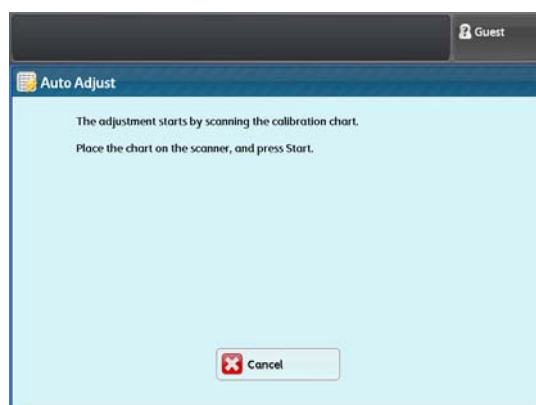 Guest
Auto Adjust
The adjustment starts by scanning the calibration chart.
Place the chart on the scanner, and press Start.
Cancel